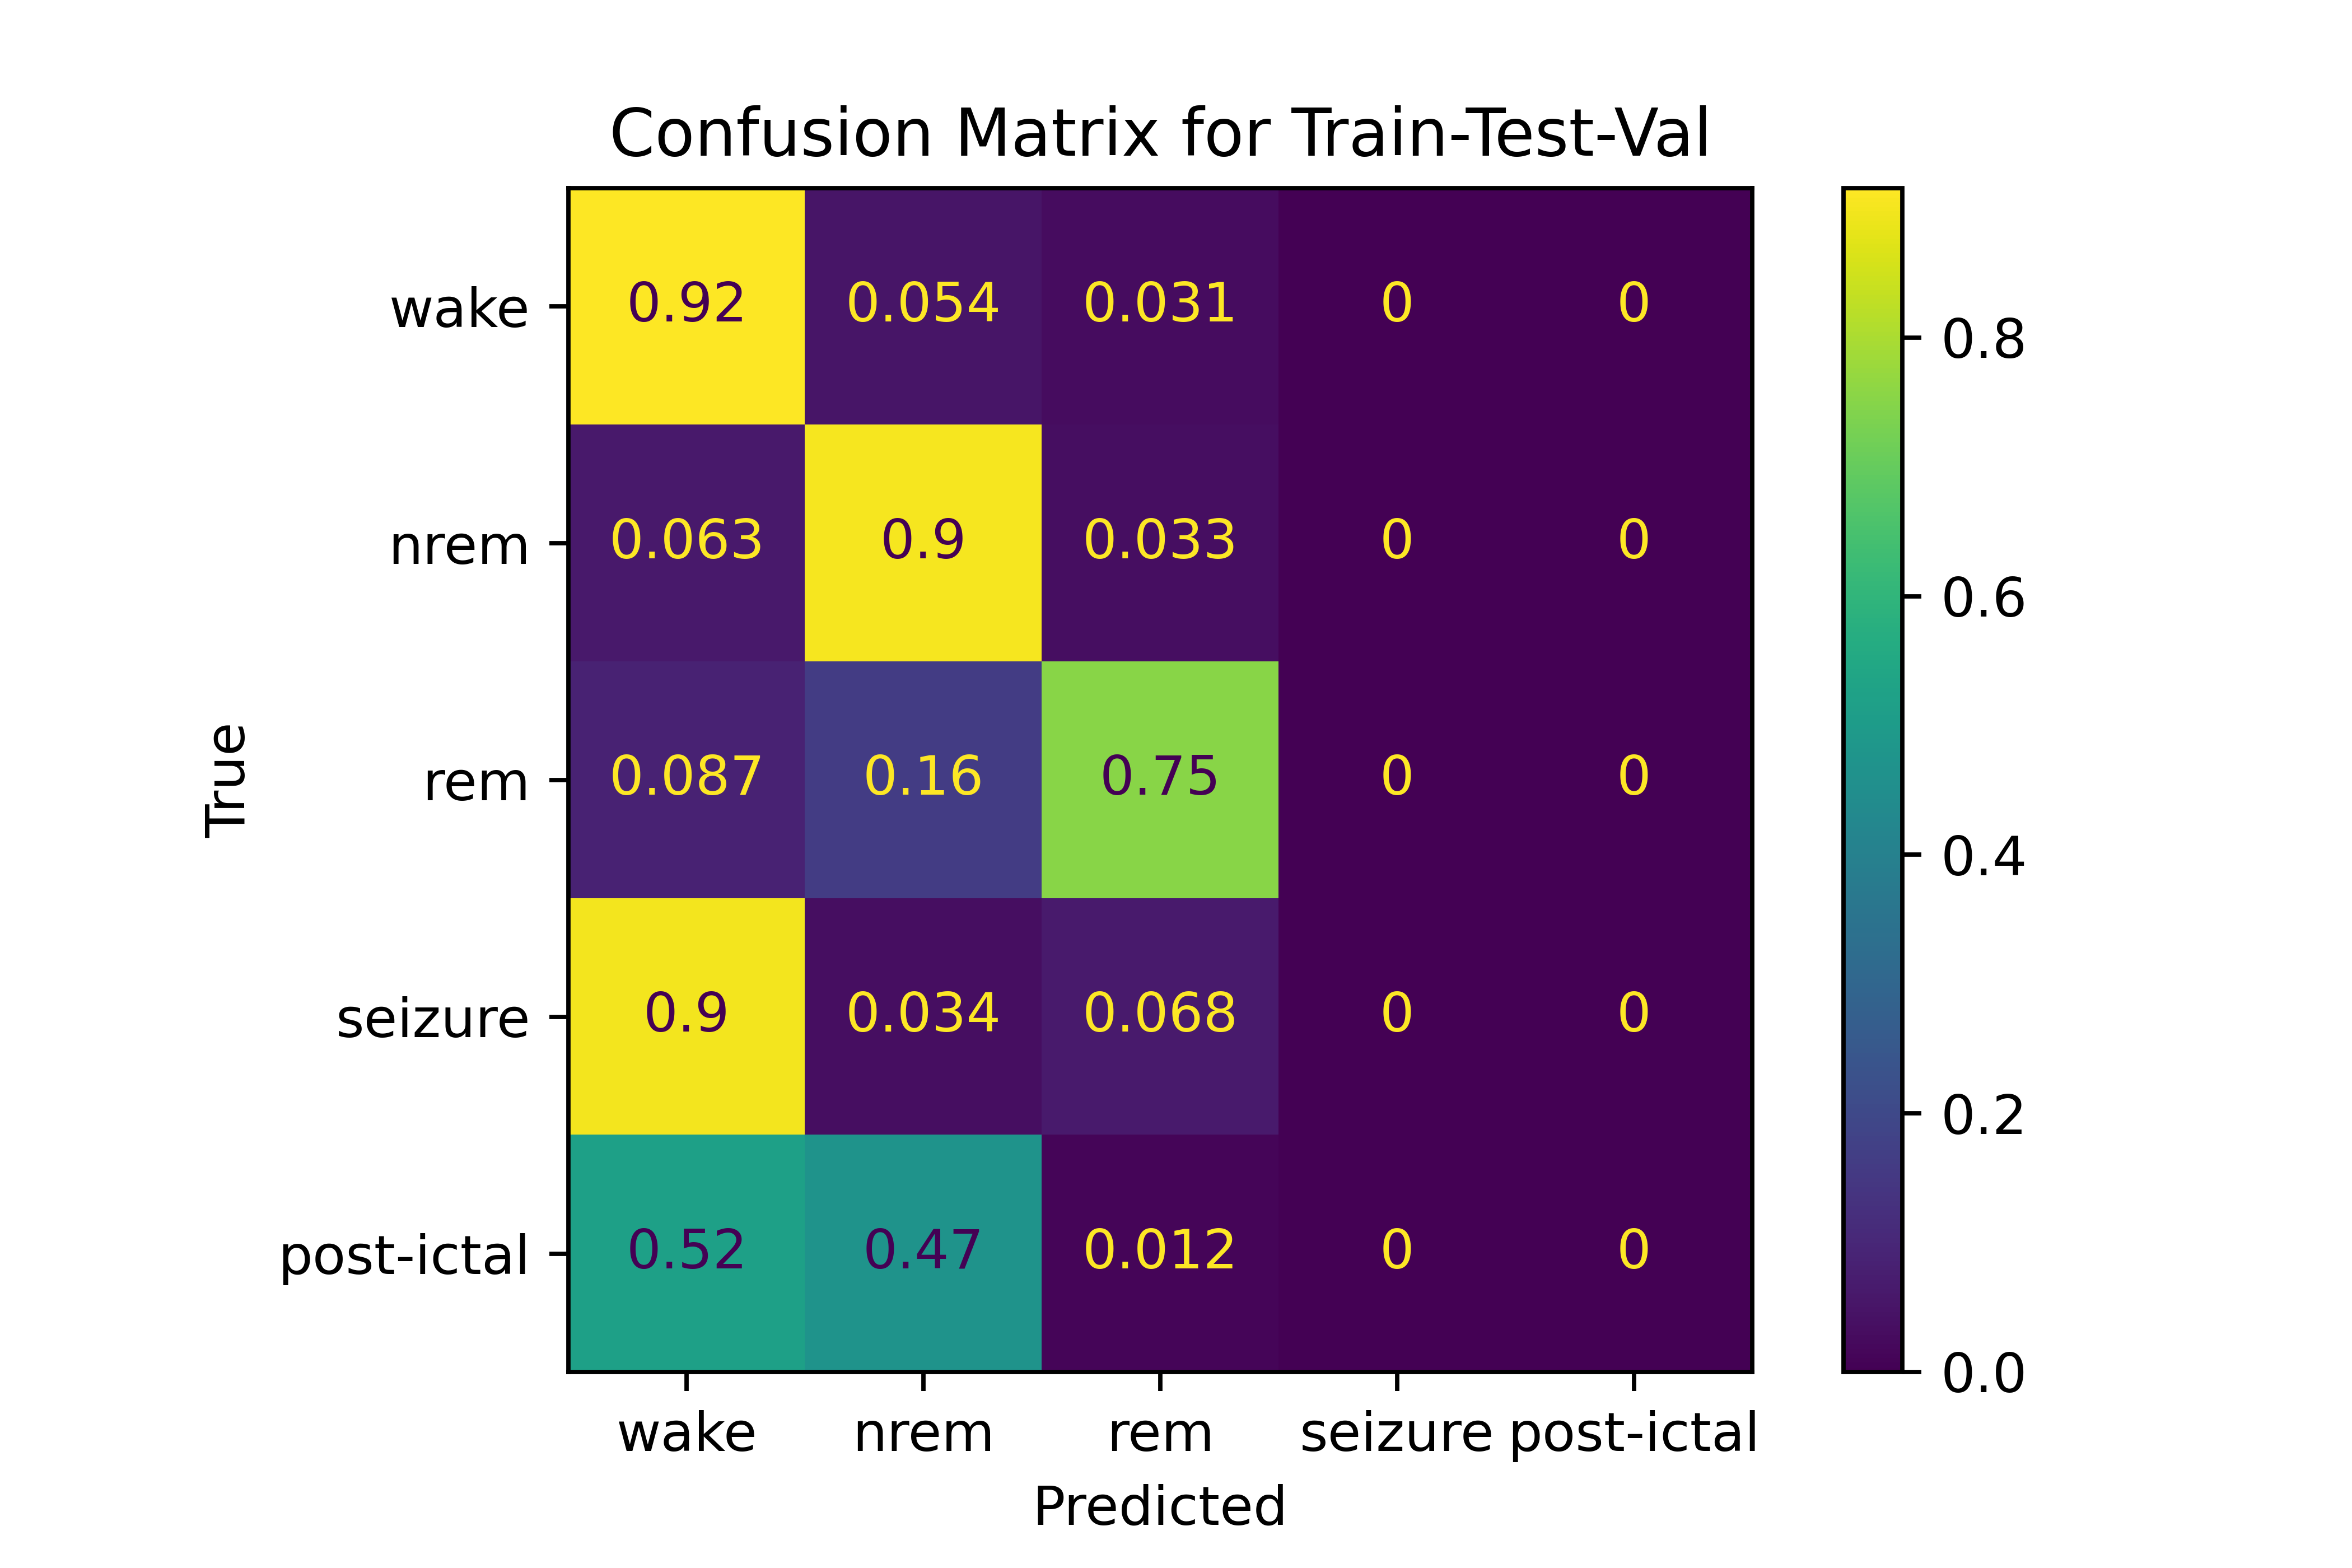 Confusion Matrix for Train-Test-Val
True
wake 0.92 0.054 0.031 0 0
nrem 0.063 0.9 0.033 0 0
rem 0.087 0.16 0.75 0 0
seizure 0.9 0.034 0.068 0 0
post-ictal 0.52 0.47 0.012 0 0
wake nrem rem seizure post-ictal
Predicted
0.8
0.6
0.4
0.2
0.0